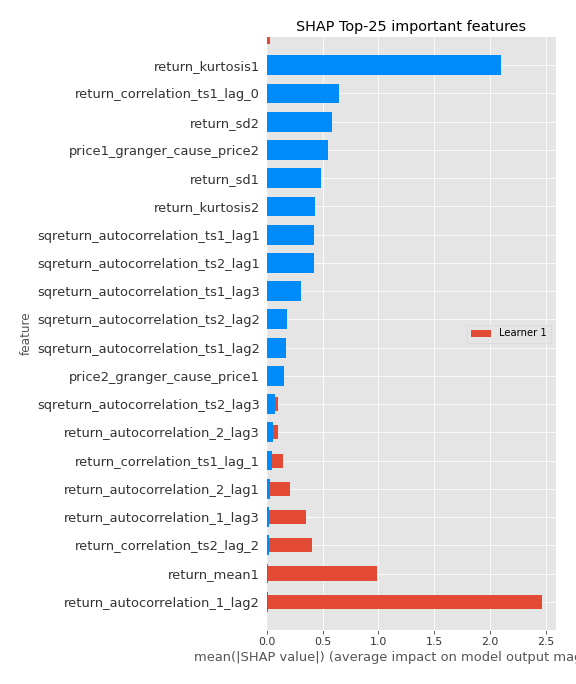 SHAP Top-25 important features
return_kurtosis1
return_correlation_ts1_lag_0
return_sd2
price1_granger_cause_price2
return_sd1
return_kurtosis2
sqreturn_autocorrelation_ts1_lag1
sqreturn_autocorrelation_ts2_lag1
sqreturn_autocorrelation_ts1_lag3
sqreturn_autocorrelation_ts2_lag2
sqreturn_autocorrelation_ts1_lag2
price2_granger_cause_price1
sqreturn_autocorrelation_ts2_lag3
return_autocorrelation_2_lag3
return_correlation_ts1_lag_1
return_autocorrelation_2_lag1
return_autocorrelation_1_lag3
return_correlation_ts2_lag_2
return_mean1
return_autocorrelation_1_lag2
feature
Learner 1
0.0 0.5 1.0 1.5 2.0 2.5
mean(|SHAP value|) (average impact on model output mag